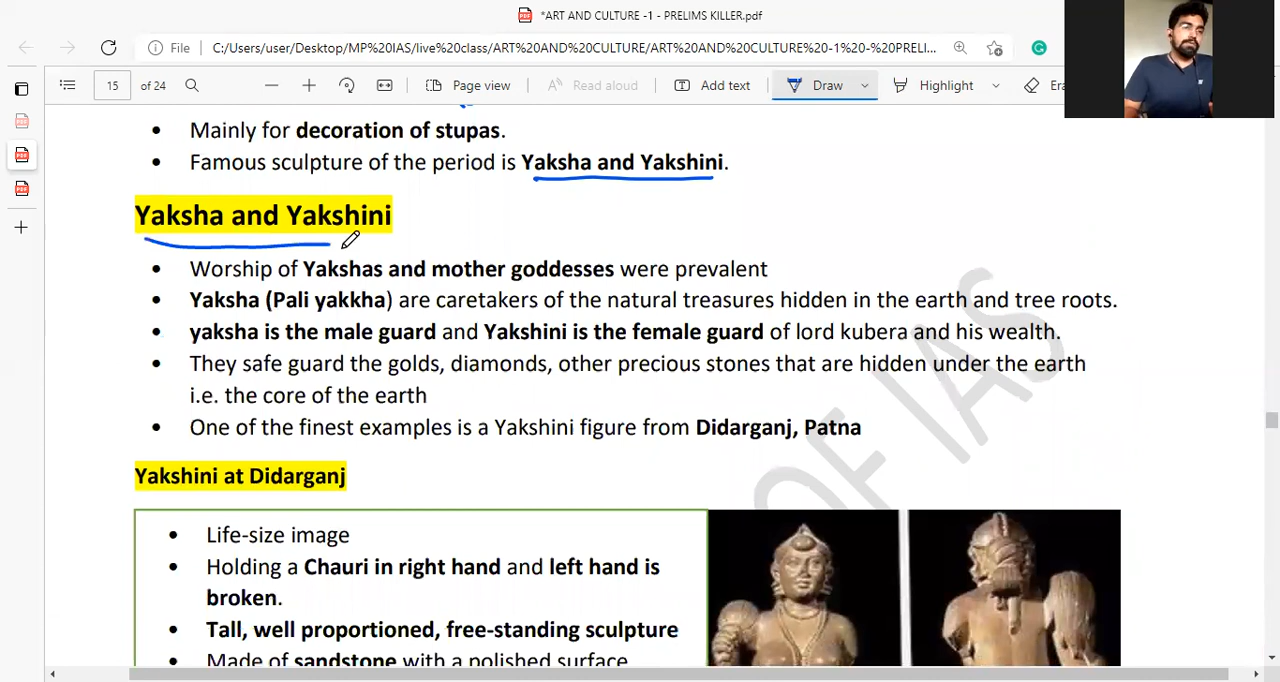 *ART AND CULTURE -1 - PRELIMS KILLER.pdf
File C:/Users/user/Desktop/MP%20IAS/live%20class/ART%20AND%20CULTURE/ART%20AND%20CULTURE%20-1%20-%20PRELI...
15 of 24 Page view Read aloud Add text Draw Highlight Era
• Mainly for decoration of stupas.
• Famous sculpture of the period is Yaksha and Yakshini.
Yaksha and Yakshini
• Worship of Yakshas and mother goddesses were prevalent
• Yaksha (Pali yakkha) are caretakers of the natural treasures hidden in the earth and tree roots.
• yaksha is the male guard and Yakshini is the female guard of lord kubera and his wealth.
• They safe guard the golds, diamonds, other precious stones that are hidden under the earth
i.e. the core of the earth
• One of the finest examples is a Yakshini figure from Didarganj, Patna
Yakshini at Didarganj
• Life-size image
• Holding a Chauri in right hand and left hand is
broken.
• Tall, well proportioned, free-standing sculpture
• Made of sandstone with a polished surface
OF IAS